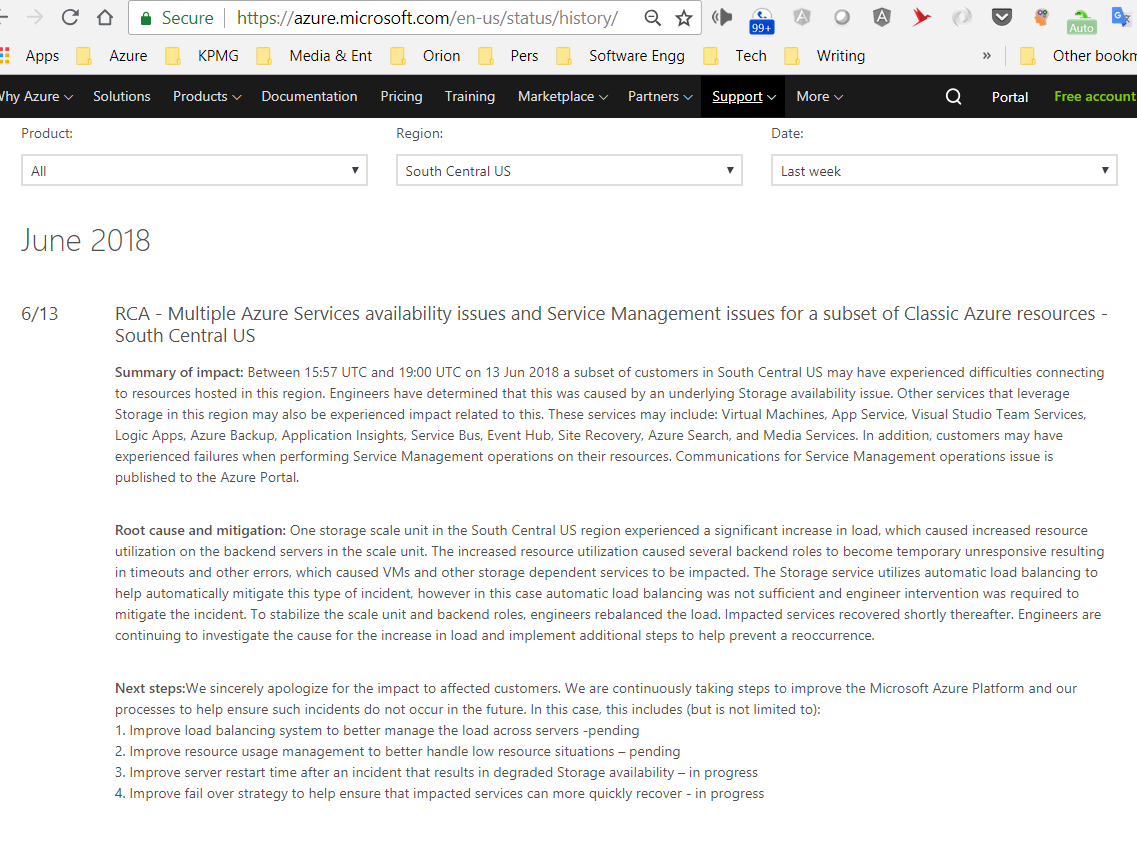 Secure https://azure.microsoft.com/en-us/status/history/
99+
Auto
Apps Azure KPMG Media & Ent Orion Pers Software Engg Tech Writing » Other bookm
Why Azure Solutions Products Documentation Pricing Training Marketplace Partners Support More Portal Free account
Product: Region: Date:
All South Central US Last week
June 2018
6/13 RCA - Multiple Azure Services availability issues and Service Management issues for a subset of Classic Azure resources -
South Central US
Summary of impact: Between 15:57 UTC and 19:00 UTC on 13 Jun 2018 a subset of customers in South Central US may have experienced difficulties connecting
to resources hosted in this region. Engineers have determined that this was caused by an underlying Storage availability issue. Other services that leverage
Storage in this region may also be experienced impact related to this. These services may include: Virtual Machines, App Service, Visual Studio Team Services,
Logic Apps, Azure Backup, Application Insights, Service Bus, Event Hub, Site Recovery, Azure Search, and Media Services. In addition, customers may have
experienced failures when performing Service Management operations on their resources. Communications for Service Management operations issue is
published to the Azure Portal.
Root cause and mitigation: One storage scale unit in the South Central US region experienced a significant increase in load, which caused increased resource
utilization on the backend servers in the scale unit. The increased resource utilization caused several backend roles to become temporary unresponsive resulting
in timeouts and other errors, which caused VMs and other storage dependent services to be impacted. The Storage service utilizes automatic load balancing to
help automatically mitigate this type of incident, however in this case automatic load balancing was not sufficient and engineer intervention was required to
mitigate the incident. To stabilize the scale unit and backend roles, engineers rebalanced the load. Impacted services recovered shortly thereafter. Engineers are
continuing to investigate the cause for the increase in load and implement additional steps to help prevent a reoccurrence.
Next steps:We sincerely apologize for the impact to affected customers. We are continuously taking steps to improve the Microsoft Azure Platform and our
processes to help ensure such incidents do not occur in the future. In this case, this includes (but is not limited to):
1. Improve load balancing system to better manage the load across servers -pending
2. Improve resource usage management to better handle low resource situations – pending
3. Improve server restart time after an incident that results in degraded Storage availability – in progress
4. Improve fail over strategy to help ensure that impacted services can more quickly recover - in progress